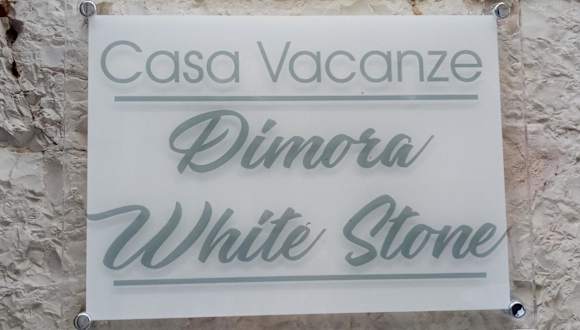 Casa Vacanze
Dimora
White Stone